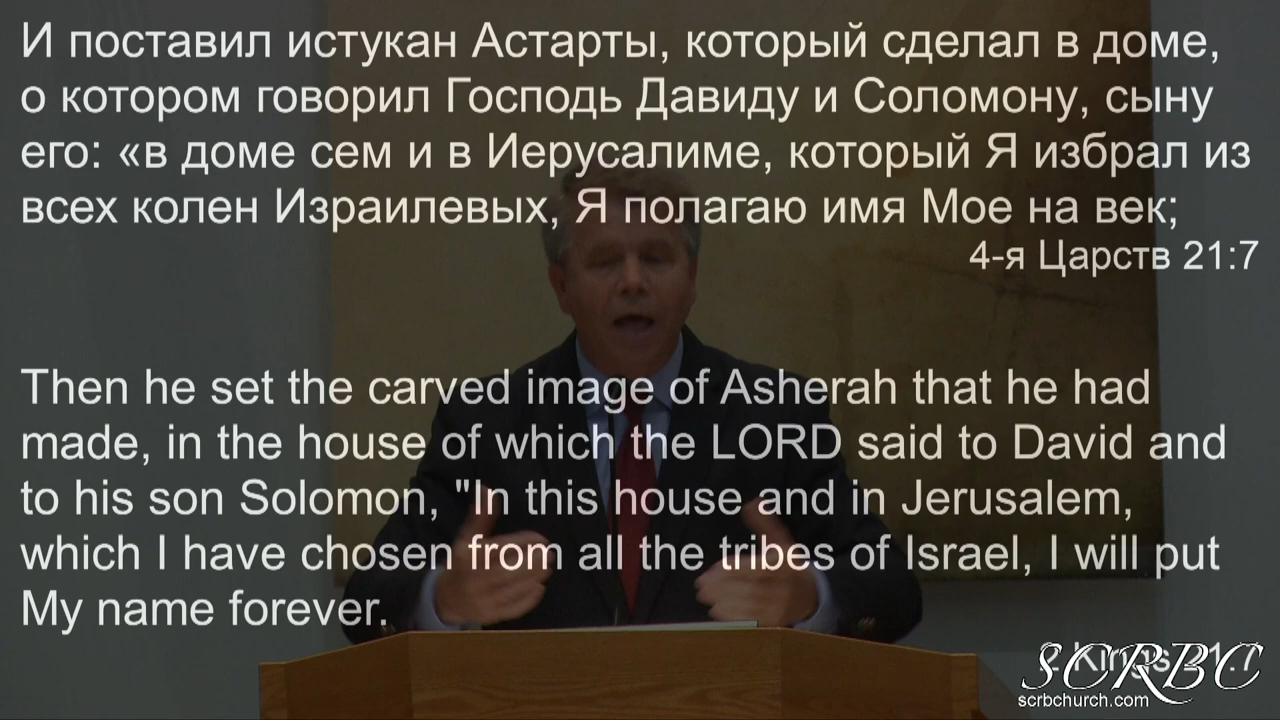 И поставил истукан Астарты, который сделал в доме,
о котором говорил Господь Давиду и Соломону, сыну
его: «в доме сем и в Иерусалиме, который Я избрал из
всех колен Израилевых, Я полагаю имя Мое на век;
4-я Царств 21:7
Then he set the carved image of Asherah that he had
made, in the house of which the LORD said to David and
to his son Solomon, "In this house and in Jerusalem,
which I have chosen from all the tribes of Israel, I will put
My name forever.
2 Kings 21:7
SCRBC
scrbchurch.com